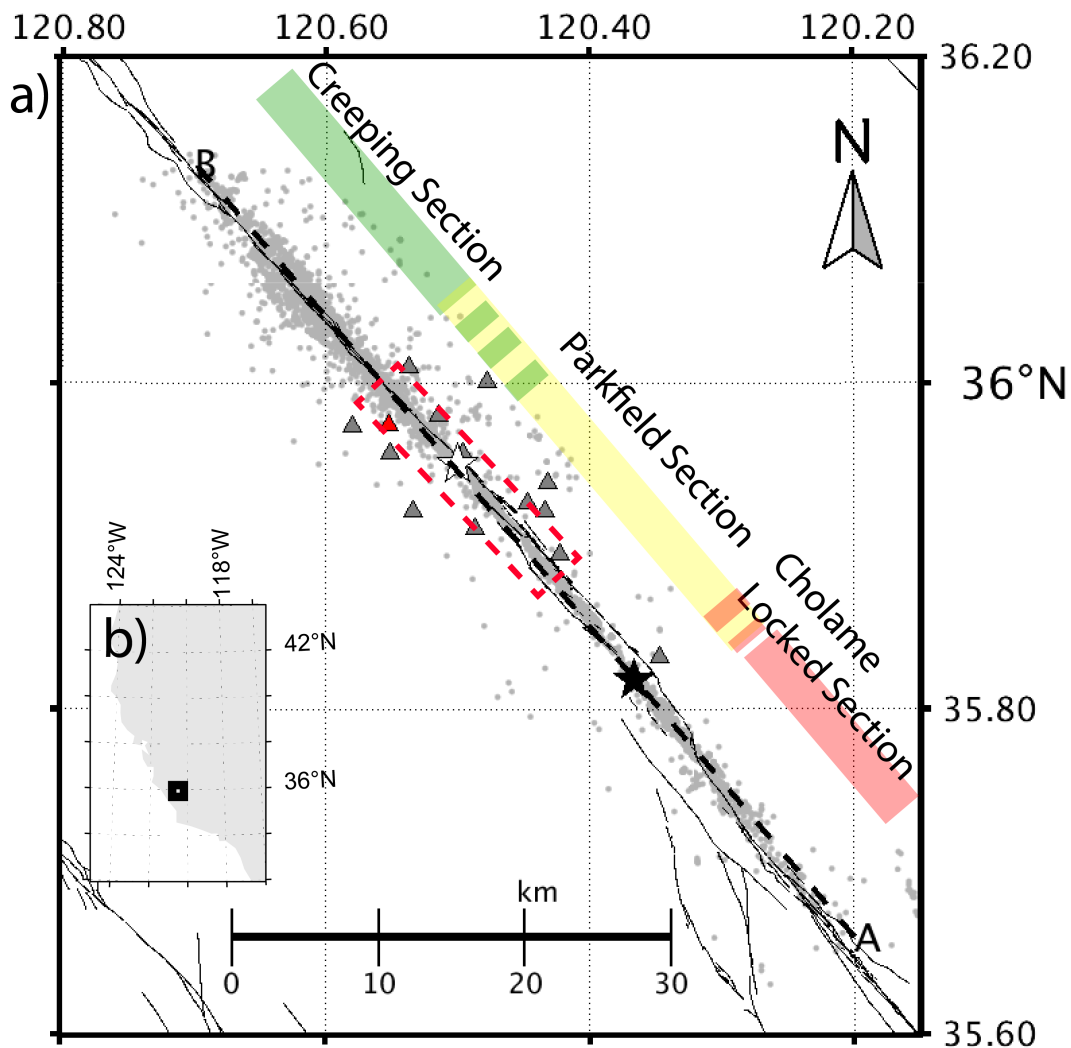 120.80 120.60 120.40 120.20
36.20
a)
N
Creeping Section
B
36°N
Parkfield Section
Cholame
Locked Section
124°W 118°W
b)
42°N
36°N
35.80
km
A
0 10 20 30
35.60